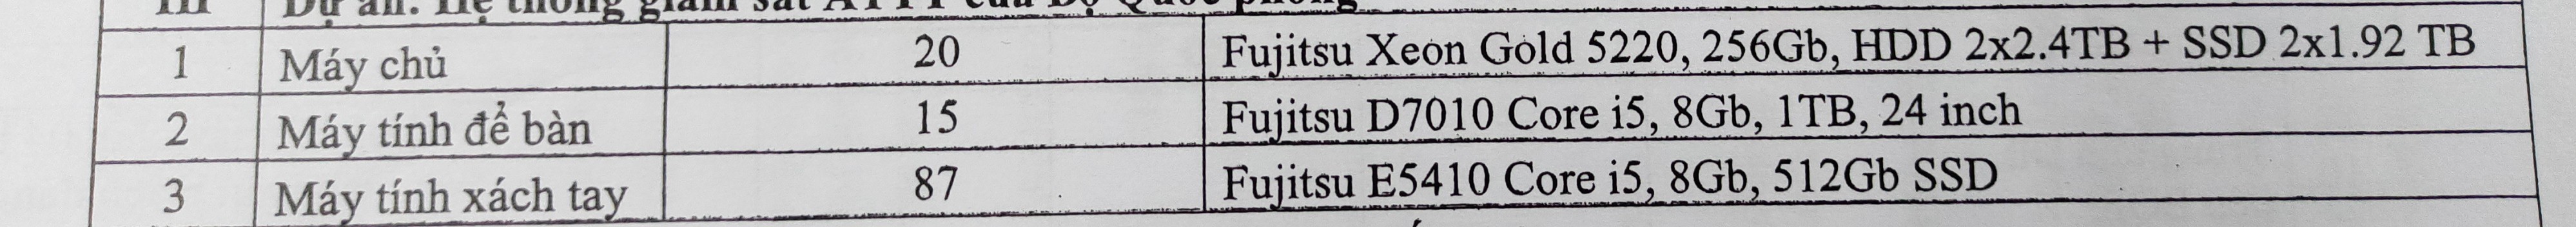 III Dự án: Hệ thống giám sát ATTT của Bộ Quốc phòng
1 Máy chủ 20 Fujitsu Xeon Gold 5220, 256Gb, HDD 2x2.4TB + SSD 2x1.92 TB
2 Máy tính để bàn 15 Fujitsu D7010 Core i5, 8Gb, 1TB, 24 inch
3 Máy tính xách tay 87 Fujitsu E5410 Core i5, 8Gb, 512Gb SSD